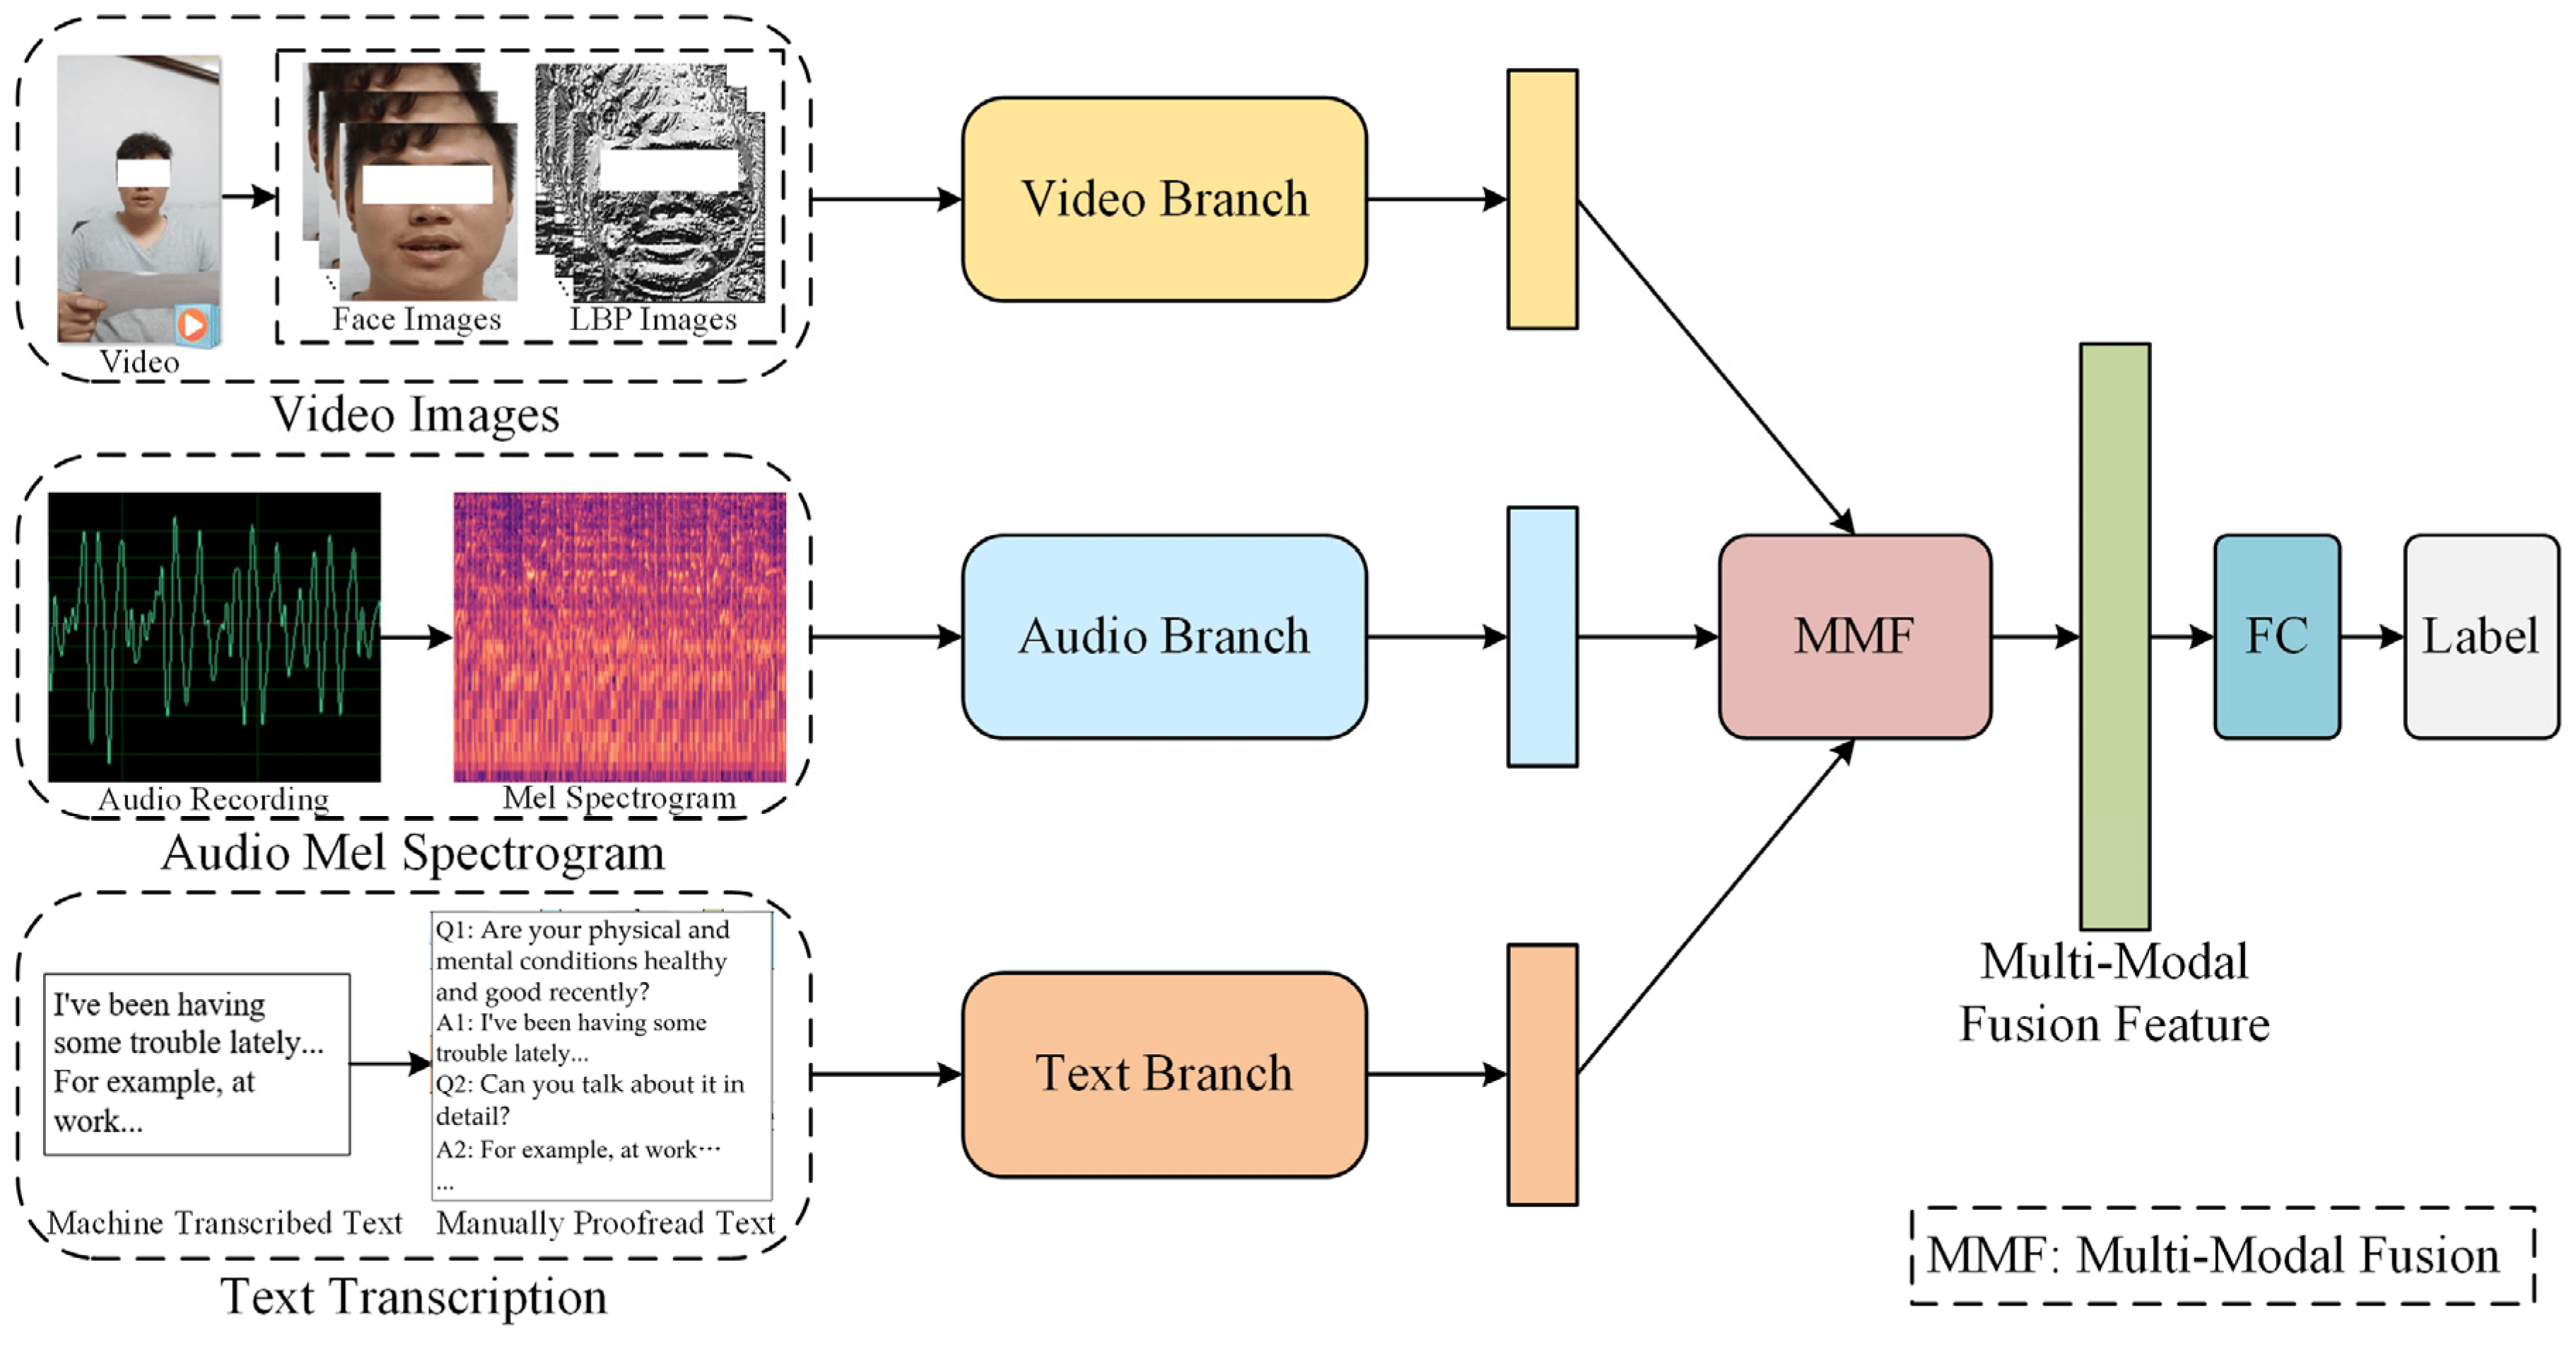 Video
Face Images
LBP Images
Video Images
Video Branch
Audio Recording
Mel Spectrogram
Audio Mel Spectrogram
Audio Branch
MMF
FC
Label
Multi-Modal
Fusion Feature
I've been having
some trouble lately...
For example, at
work...
Machine Transcribed Text
Q1: Are your physical and
mental conditions healthy
and good recently?
A1: I've been having some
trouble lately...
Q2: Can you talk about it in
detail?
A2: For example, at work···
...
Manually Proofread Text
Text Transcription
Text Branch
MMF: Multi-Modal Fusion